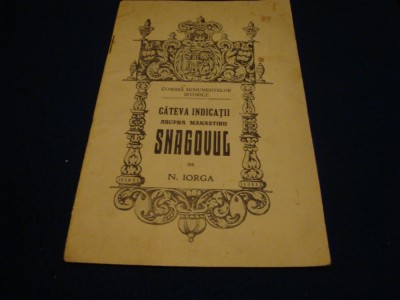 COMISIA MONUMENTELOR
ISTORICE
CÂTEVA INDICAȚII
ASUPRA MĂNĂSTIRII
SNAGOVUL
DE
N. IORGA